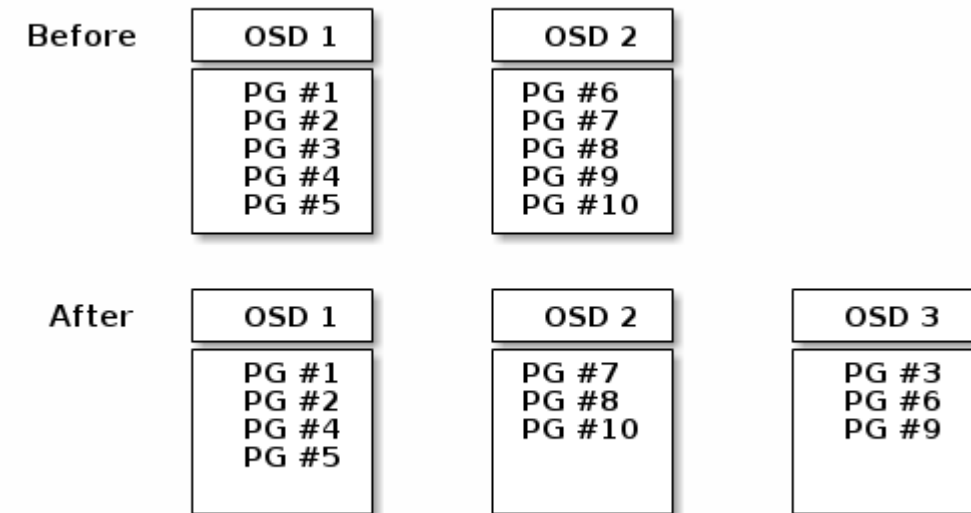 Before
OSD 1
OSD 2
PG #1
PG #2
PG #3
PG #4
PG #5
PG #6
PG #7
PG #8
PG #9
PG #10
After
OSD 1
OSD 2
OSD 3
PG #1
PG #2
PG #4
PG #5
PG #7
PG #8
PG #10
PG #3
PG #6
PG #9